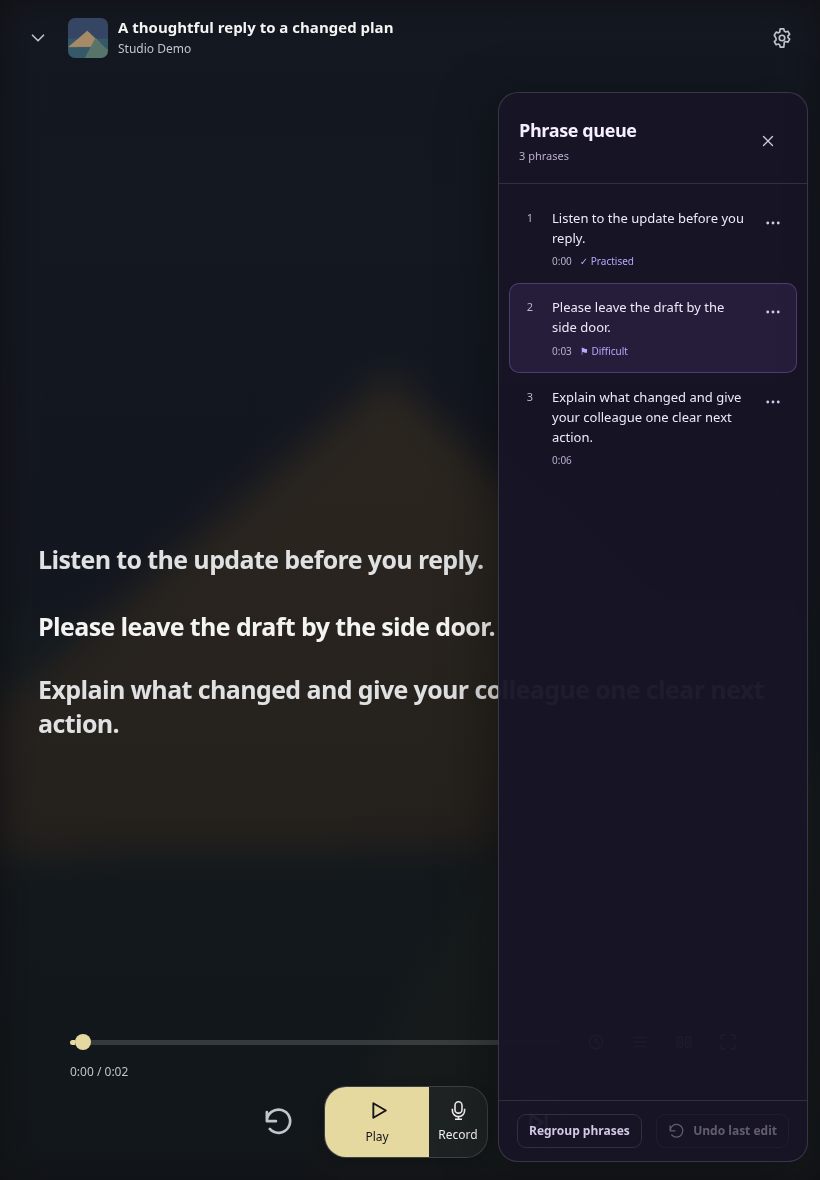 A thoughtful reply to a changed plan
Studio Demo
Phrase queue
3 phrases
1
Listen to the update before you
reply.
0:00 ✓ Practised
2
Please leave the draft by the
side door.
0:03 ⚑ Difficult
3
Explain what changed and give
your colleague one clear next
action.
0:06
Listen to the update before you reply.
Please leave the draft by the side door.
Explain what changed and give your colleague one clear next
action.
0:00 / 0:02
Play
Record
Regroup phrases
Undo last edit